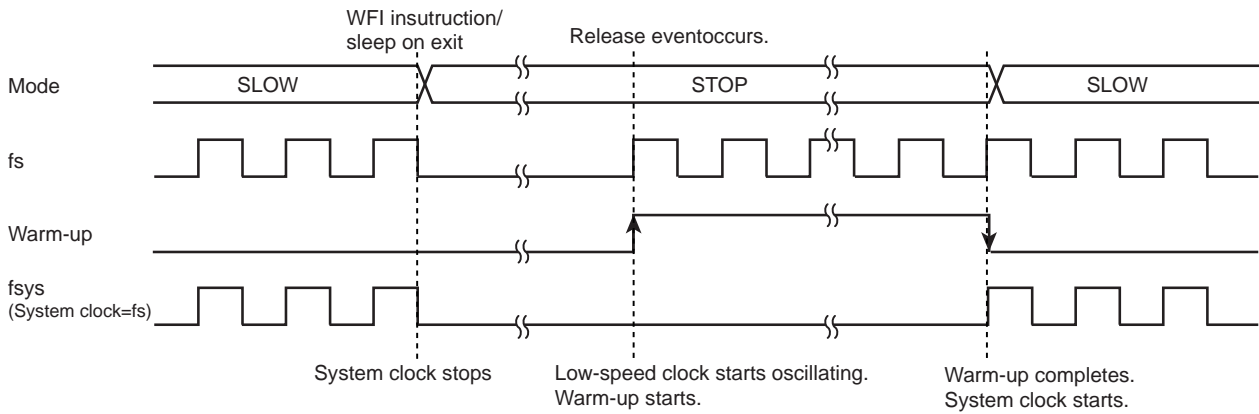 WFI insutruction/
sleep on exit
Release eventoccurs.
Mode
SLOW
STOP
SLOW
fs
Warm-up
fsys
(System clock=fs)
System clock stops
Low-speed clock starts oscillating.
Warm-up starts.
Warm-up completes.
System clock starts.